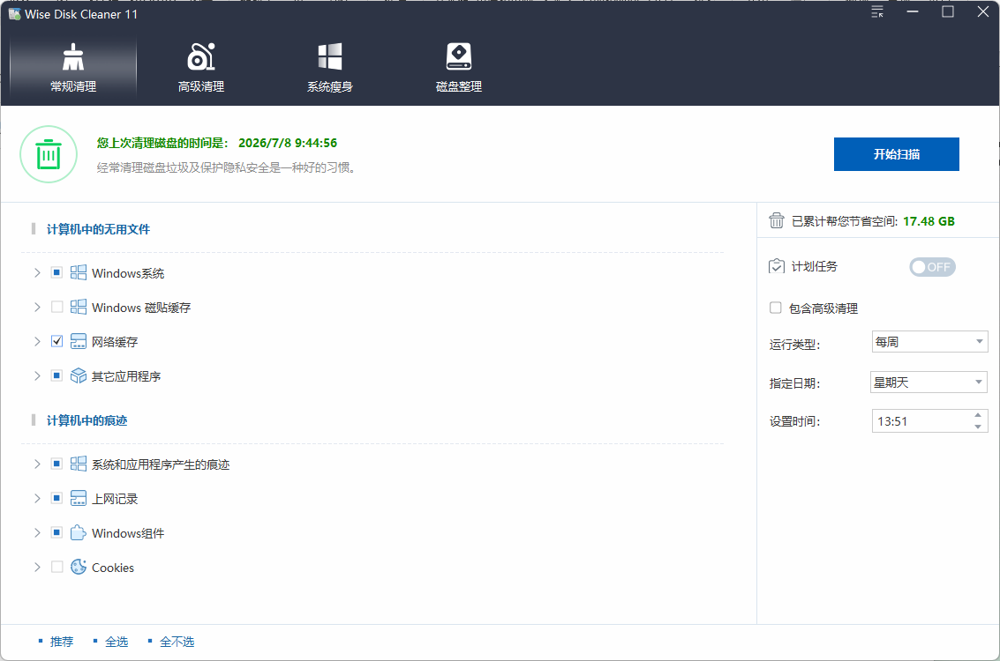 Wise Disk Cleaner 11
常规清理
高级清理
系统瘦身
磁盘整理
您上次清理磁盘的时间是： 2026/7/8 9:44:56
经常清理磁盘垃圾及保护隐私安全是一种好的习惯。
开始扫描
计算机中的无用文件
Windows系统
Windows 磁贴缓存
网络缓存
其它应用程序
计算机中的痕迹
系统和应用程序产生的痕迹
上网记录
Windows组件
Cookies
已累计帮您节省空间: 17.48 GB
计划任务
OFF
包含高级清理
运行类型: 每周
指定日期: 星期天
设置时间: 13:51
推荐 全选 全不选